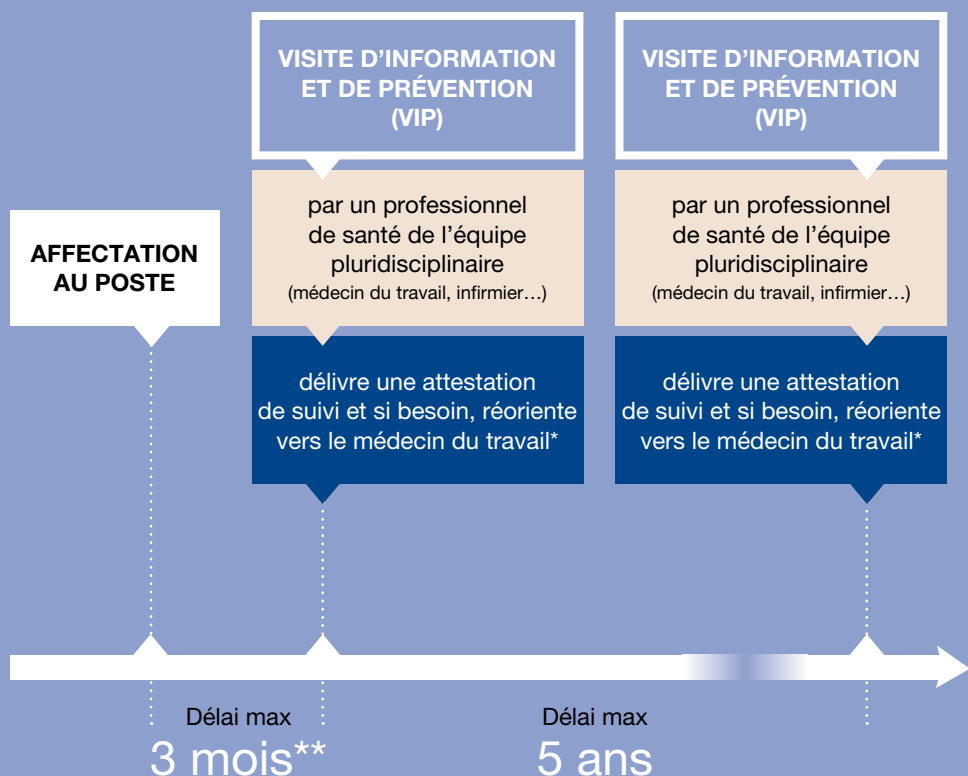 AFFECTATION
AU POSTE
VISITE D’INFORMATION
ET DE PRÉVENTION
(VIP)
par un professionnel
de santé de l’équipe
pluridisciplinaire
(médecin du travail, infirmier…)
délivre une attestation
de suivi et si besoin, réoriente
vers le médecin du travail*
VISITE D’INFORMATION
ET DE PRÉVENTION
(VIP)
par un professionnel
de santé de l’équipe
pluridisciplinaire
(médecin du travail, infirmier…)
délivre une attestation
de suivi et si besoin, réoriente
vers le médecin du travail*
Délai max
3 mois**
Délai max
5 ans